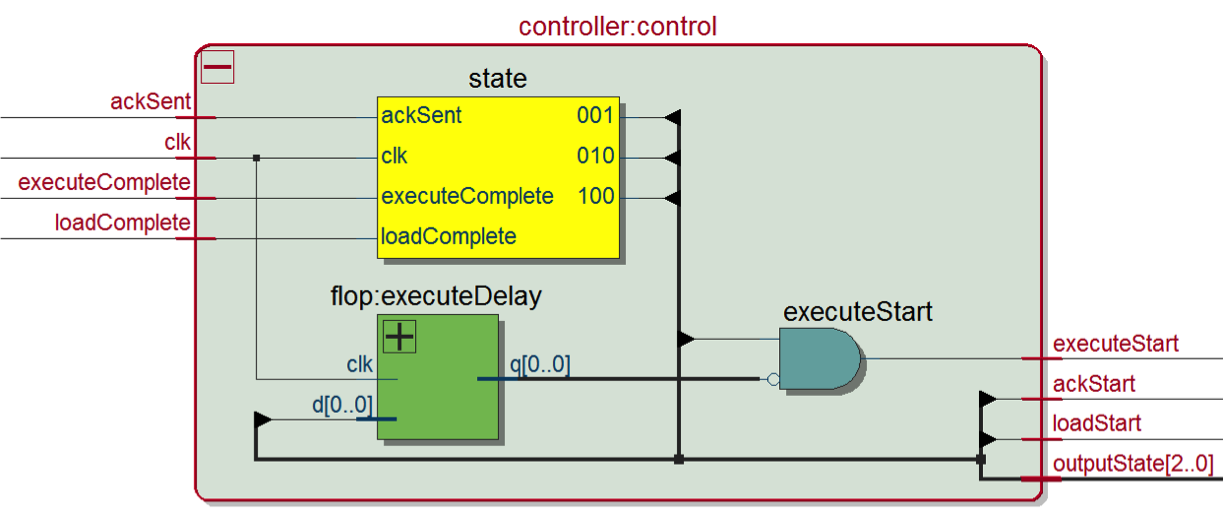 controller:control
state
ackSent
clk
executeComplete
loadComplete
ackSent 001
clk 010
executeComplete 100
loadComplete
flop:executeDelay
clk
d[0..0]
q[0..0]
executeStart
executeStart
ackStart
loadStart
outputState[2..0]